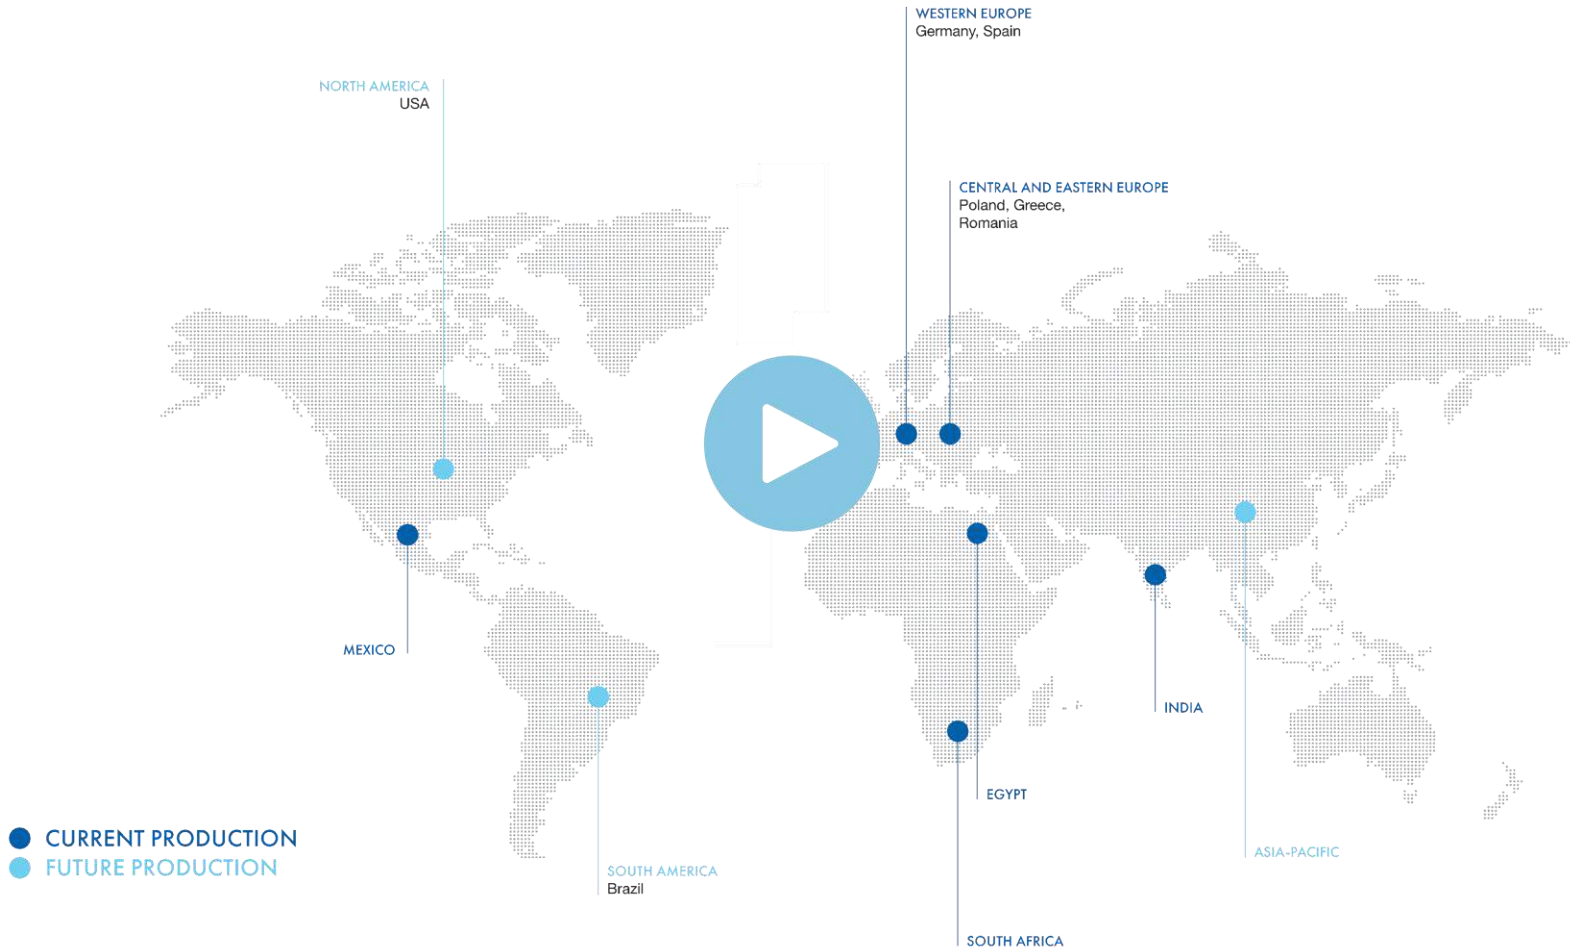 WESTERN EUROPE
Germany, Spain
NORTH AMERICA
USA
CENTRAL AND EASTERN EUROPE
Poland, Greece,
Romania
MEXICO
INDIA
EGYPT
CURRENT PRODUCTION
FUTURE PRODUCTION
ASIA-PACIFIC
SOUTH AMERICA
Brazil
SOUTH AFRICA